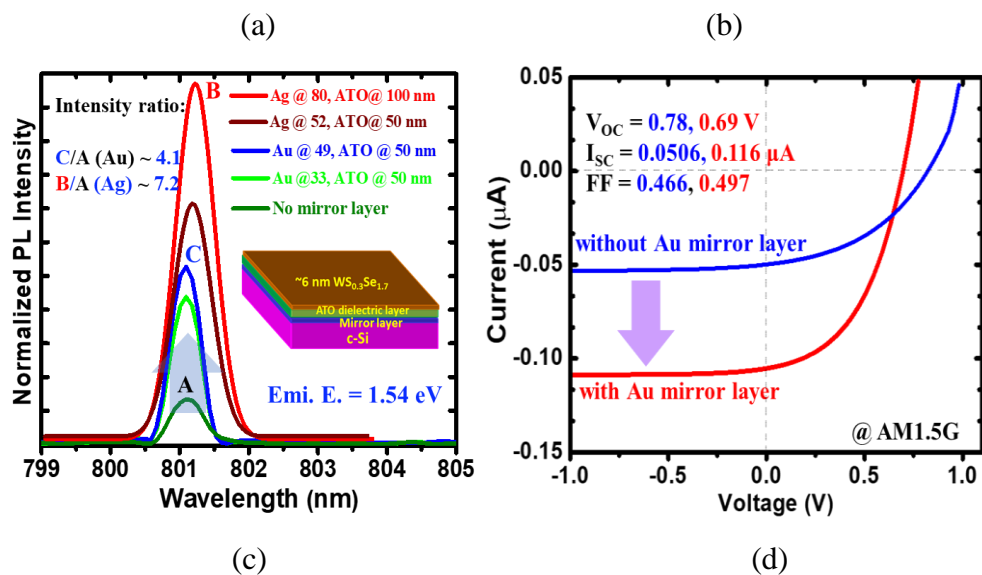 (a)
(b)
Normalized PL Intensity
Intensity ratio:
C/A (Au) ~ 4.1
B/A (Ag) ~ 7.2
B
C
A
Ag @ 80, ATO@ 100 nm
Ag @ 52, ATO@ 50 nm
Au @ 49, ATO @ 50 nm
Au @33, ATO @ 50 nm
No mirror layer
~6 nm WS0.3Se1.7
ATO dielectric layer
Mirror layer
c-Si
Emi. E. = 1.54 eV
799 800 801 802 803 804 805
Wavelength (nm)
Current (µA)
0.05
0.00
-0.05
-0.10
-0.15
VOC = 0.78, 0.69 V
ISC = 0.0506, 0.116 µA
FF = 0.466, 0.497
without Au mirror layer
with Au mirror layer
@ AM1.5G
-1.0 -0.5 0.0 0.5 1.0
Voltage (V)
(c)
(d)